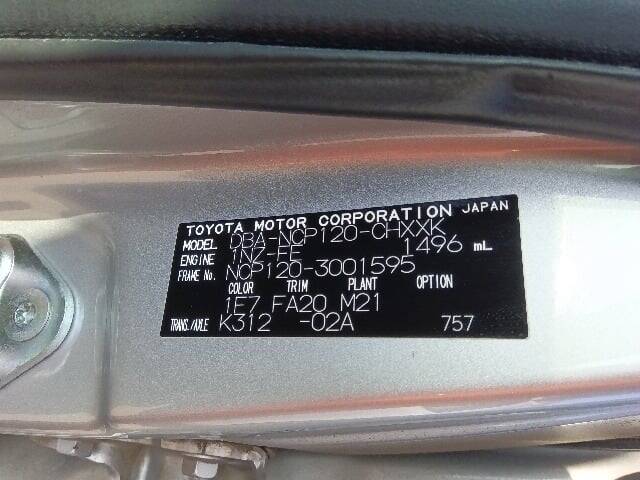 TOYOTA MOTOR CORPORATION JAPAN
MODEL DBA-NCP120-CHXXK
ENGINE 1NZ-FE 1496 mL
FRAME No. NCP120-3001595
COLOR TRIM PLANT OPTION
1E7 FA20 M21
TRANS./AXLE K312 -02A 757